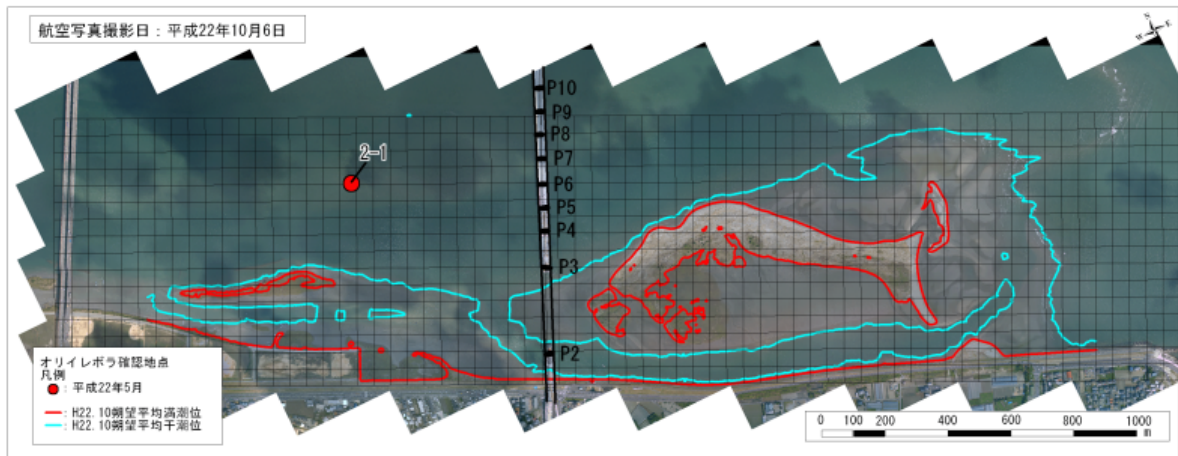 航空写真撮影日：平成22年10月6日
S
W
E
P10
P9
P8
2-1
P7
P6
P5
P4
P3
P2
オリイレボラ確認地点
凡例
：平成22年5月
：H22.10朔望平均満潮位
：H22.10朔望平均干潮位
0 100 200 400 600 800 1000
m